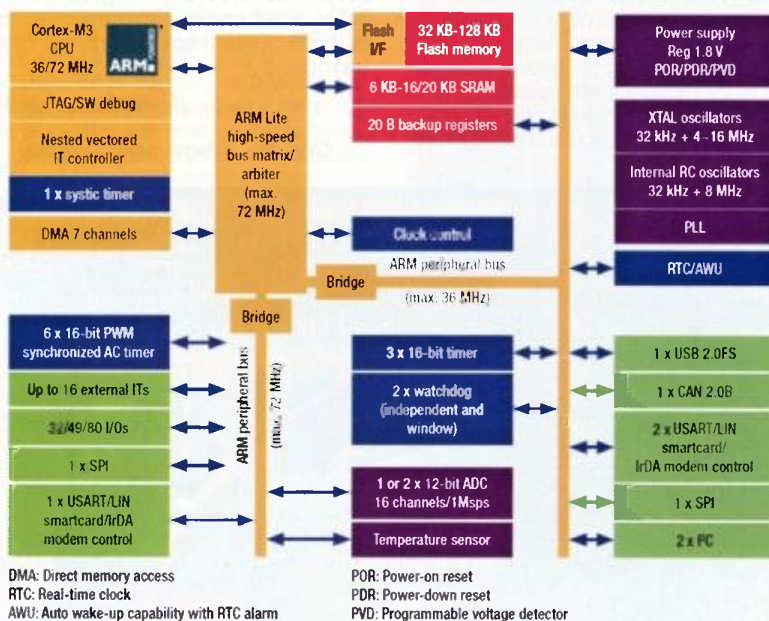 Cortex-M3
CPU
36/72 MHz
ARM
POWERED
JTAG/SW debug
Nested vectored
IT controller
1 x systic timer
DMA 7 channels
ARM Lite
high-speed
bus matrix/
arbiter
(max.
72 MHz)
Flash
I/F
32 KB-128 KB
Flash memory
6 KB-16/20 KB SRAM
20 B backup registers
Clock control
ARM peripheral bus
(max. 36 MHz)
Bridge
Bridge
Power supply
Reg 1.8 V
POR/PDR/PVD
XTAL oscillators
32 kHz + 4~16 MHz
Internal RC oscillators
32 kHz + 8 MHz
PLL
RTC/AWU
6 x 16-bit PWM
synchronized AC timer
Up to 16 external ITs
32/49/80 I/Os
1 x SPI
1 x USART/LIN
smartcard/IrDA
modem control
ARM peripheral bus
(max. 72 MHz)
3 x 16-bit timer
2 x watchdog
(independent and
window)
1 or 2 x 12-bit ADC
16 channels/1Msps
Temperature sensor
1 x USB 2.0FS
1 x CAN 2.0B
2 x USART/LIN
smartcard/
IrDA modem control
1 x SPI
2 x I²C
DMA: Direct memory access
RTC: Real-time clock
AWU: Auto wake-up capability with RTC alarm
POR: Power-on reset
PDR: Power-down reset
PVD: Programmable voltage detector